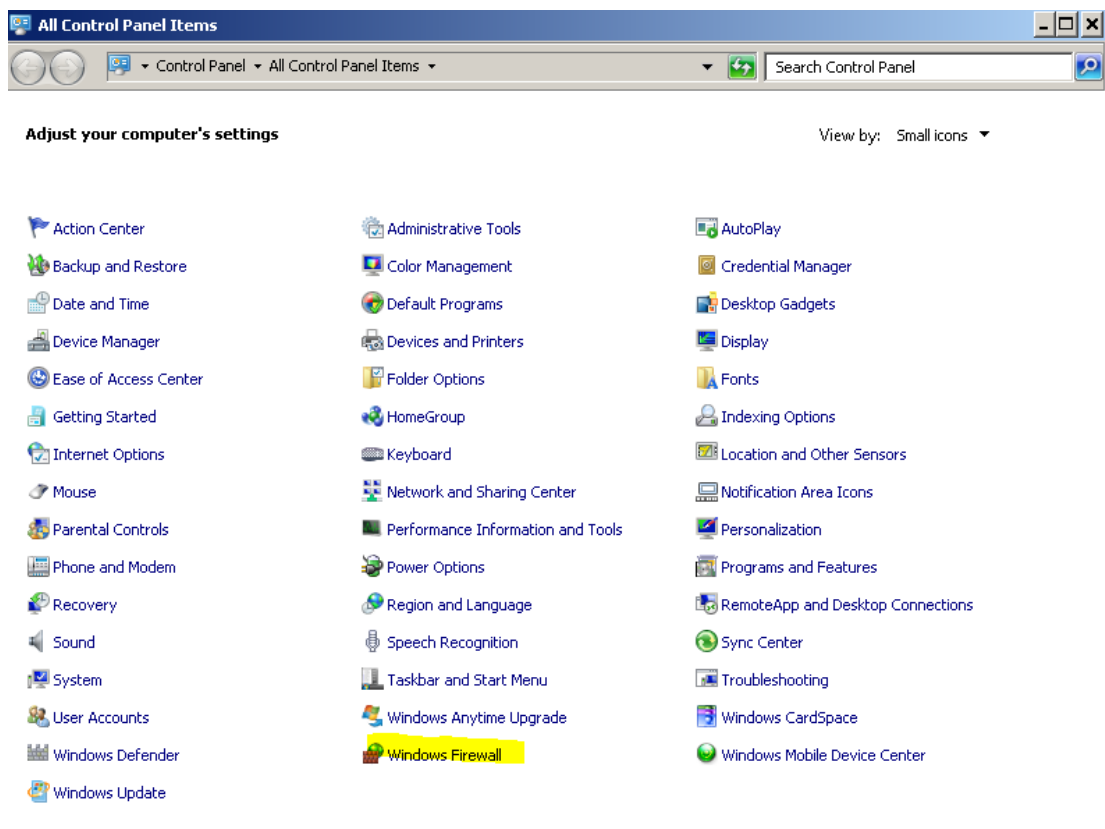 All Control Panel Items
Control Panel All Control Panel Items Search Control Panel
Adjust your computer's settings View by: Small icons
Action Center Administrative Tools AutoPlay
Backup and Restore Color Management Credential Manager
Date and Time Default Programs Desktop Gadgets
Device Manager Devices and Printers Display
Ease of Access Center Folder Options Fonts
Getting Started HomeGroup Indexing Options
Internet Options Keyboard Location and Other Sensors
Mouse Network and Sharing Center Notification Area Icons
Parental Controls Performance Information and Tools Personalization
Phone and Modem Power Options Programs and Features
Recovery Region and Language RemoteApp and Desktop Connections
Sound Speech Recognition Sync Center
System Taskbar and Start Menu Troubleshooting
User Accounts Windows Anytime Upgrade Windows CardSpace
Windows Defender Windows Firewall Windows Mobile Device Center
Windows Update